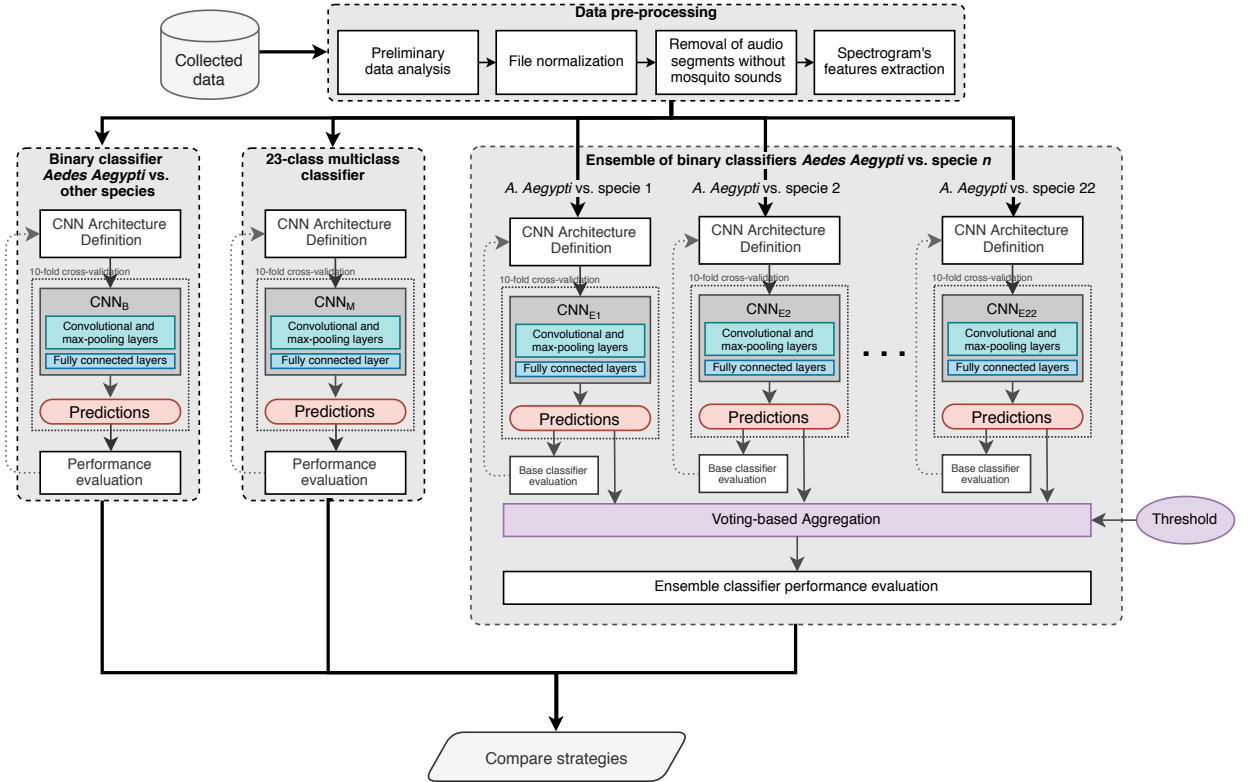 Data pre-processing
Collected
data
Preliminary
data analysis
File normalization
Removal of audio
segments without
mosquito sounds
Spectrogram's
features extraction
Binary classifier
Aedes Aegypti vs.
other species
CNN Architecture
Definition
10-fold cross-validation
CNNB
Convolutional and
max-pooling layers
Fully connected layers
Predictions
Performance
evaluation
23-class multiclass
classifier
CNN Architecture
Definition
10-fold cross-validation
CNNM
Convolutional and
max-pooling layers
Fully connected layer
Predictions
Performance
evaluation
Ensemble of binary classifiers Aedes Aegypti vs. specie n
A. Aegypti vs. specie 1
CNN Architecture
Definition
10-fold cross-validation
CNNE1
Convolutional and
max-pooling layers
Fully connected layers
Predictions
Base classifier
evaluation
A. Aegypti vs. specie 2
CNN Architecture
Definition
10-fold cross-validation
CNNE2
Convolutional and
max-pooling layers
Fully connected layers
Predictions
Base classifier
evaluation
. . .
A. Aegypti vs. specie 22
CNN Architecture
Definition
10-fold cross-validation
CNNE22
Convolutional and
max-pooling layers
Fully connected layers
Predictions
Base classifier
evaluation
Voting-based Aggregation
Threshold
Ensemble classifier performance evaluation
Compare strategies